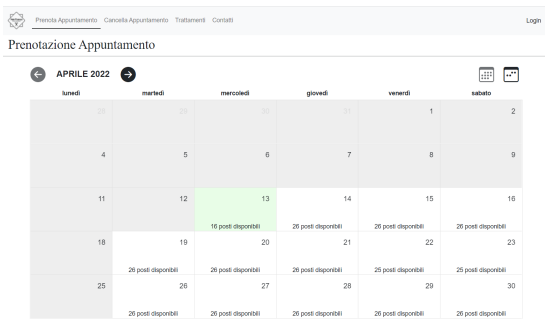 Prenota Appuntamento Cancella Appuntamento Trattamenti Contatti Login
Prenotazione Appuntamento
APRILE 2022
lunedì martedì mercoledì giovedì venerdì sabato
28 29 30 31 1 2
4 5 6 7 8 9
11 12 13 14 15 16
16 posti disponibili 26 posti disponibili 26 posti disponibili 26 posti disponibili
18 19 20 21 22 23
26 posti disponibili 26 posti disponibili 26 posti disponibili 25 posti disponibili 25 posti disponibili
25 26 27 28 29 30
26 posti disponibili 26 posti disponibili 26 posti disponibili 26 posti disponibili 26 posti disponibili